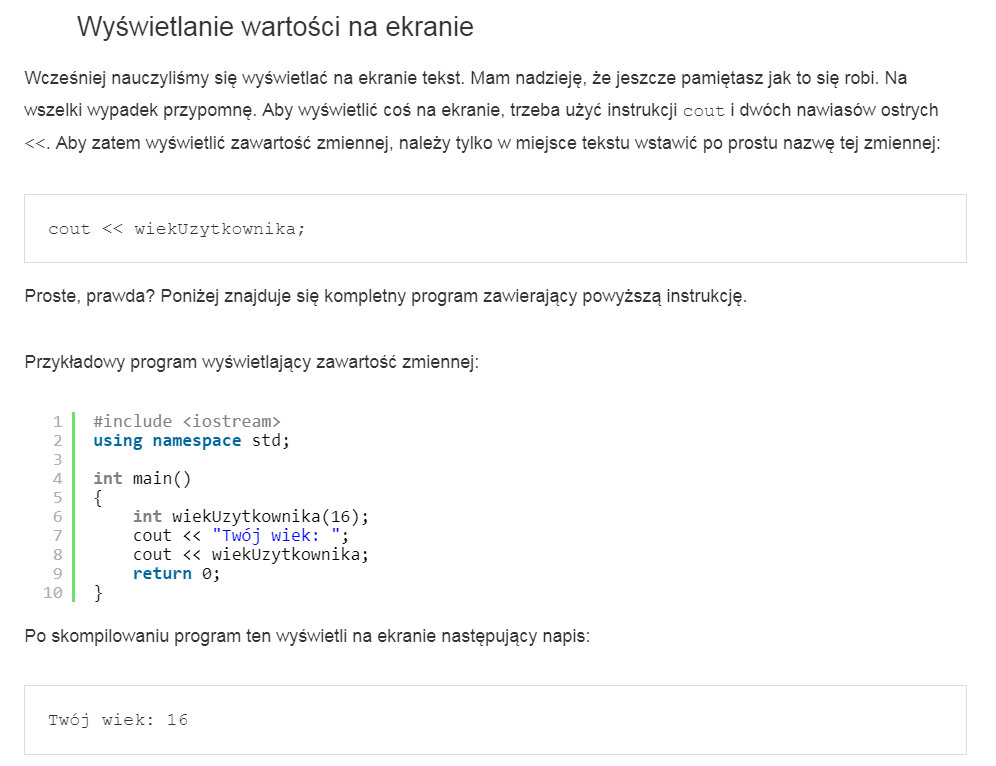 Wyświetlanie wartości na ekranie
Wcześniej nauczyliśmy się wyświetlać na ekranie tekst. Mam nadzieję, że jeszcze pamiętasz jak to się robi. Na
wszelki wypadek przypomnę. Aby wyświetlić coś na ekranie, trzeba użyć instrukcji cout i dwóch nawiasów ostrych
<<. Aby zatem wyświetlić zawartość zmiennej, należy tylko w miejsce tekstu wstawić po prostu nazwę tej zmiennej:
cout << wiekUzytkownika;
Proste, prawda? Poniżej znajduje się kompletny program zawierający powyższą instrukcję.
Przykładowy program wyświetlający zawartość zmiennej:
1 #include <iostream>
2 using namespace std;
3
4 int main()
5 {
6     int wiekUzytkownika(16);
7     cout << "Twój wiek: ";
8     cout << wiekUzytkownika;
9     return 0;
10 }
Po skompilowaniu program ten wyświetli na ekranie następujący napis:
Twój wiek: 16